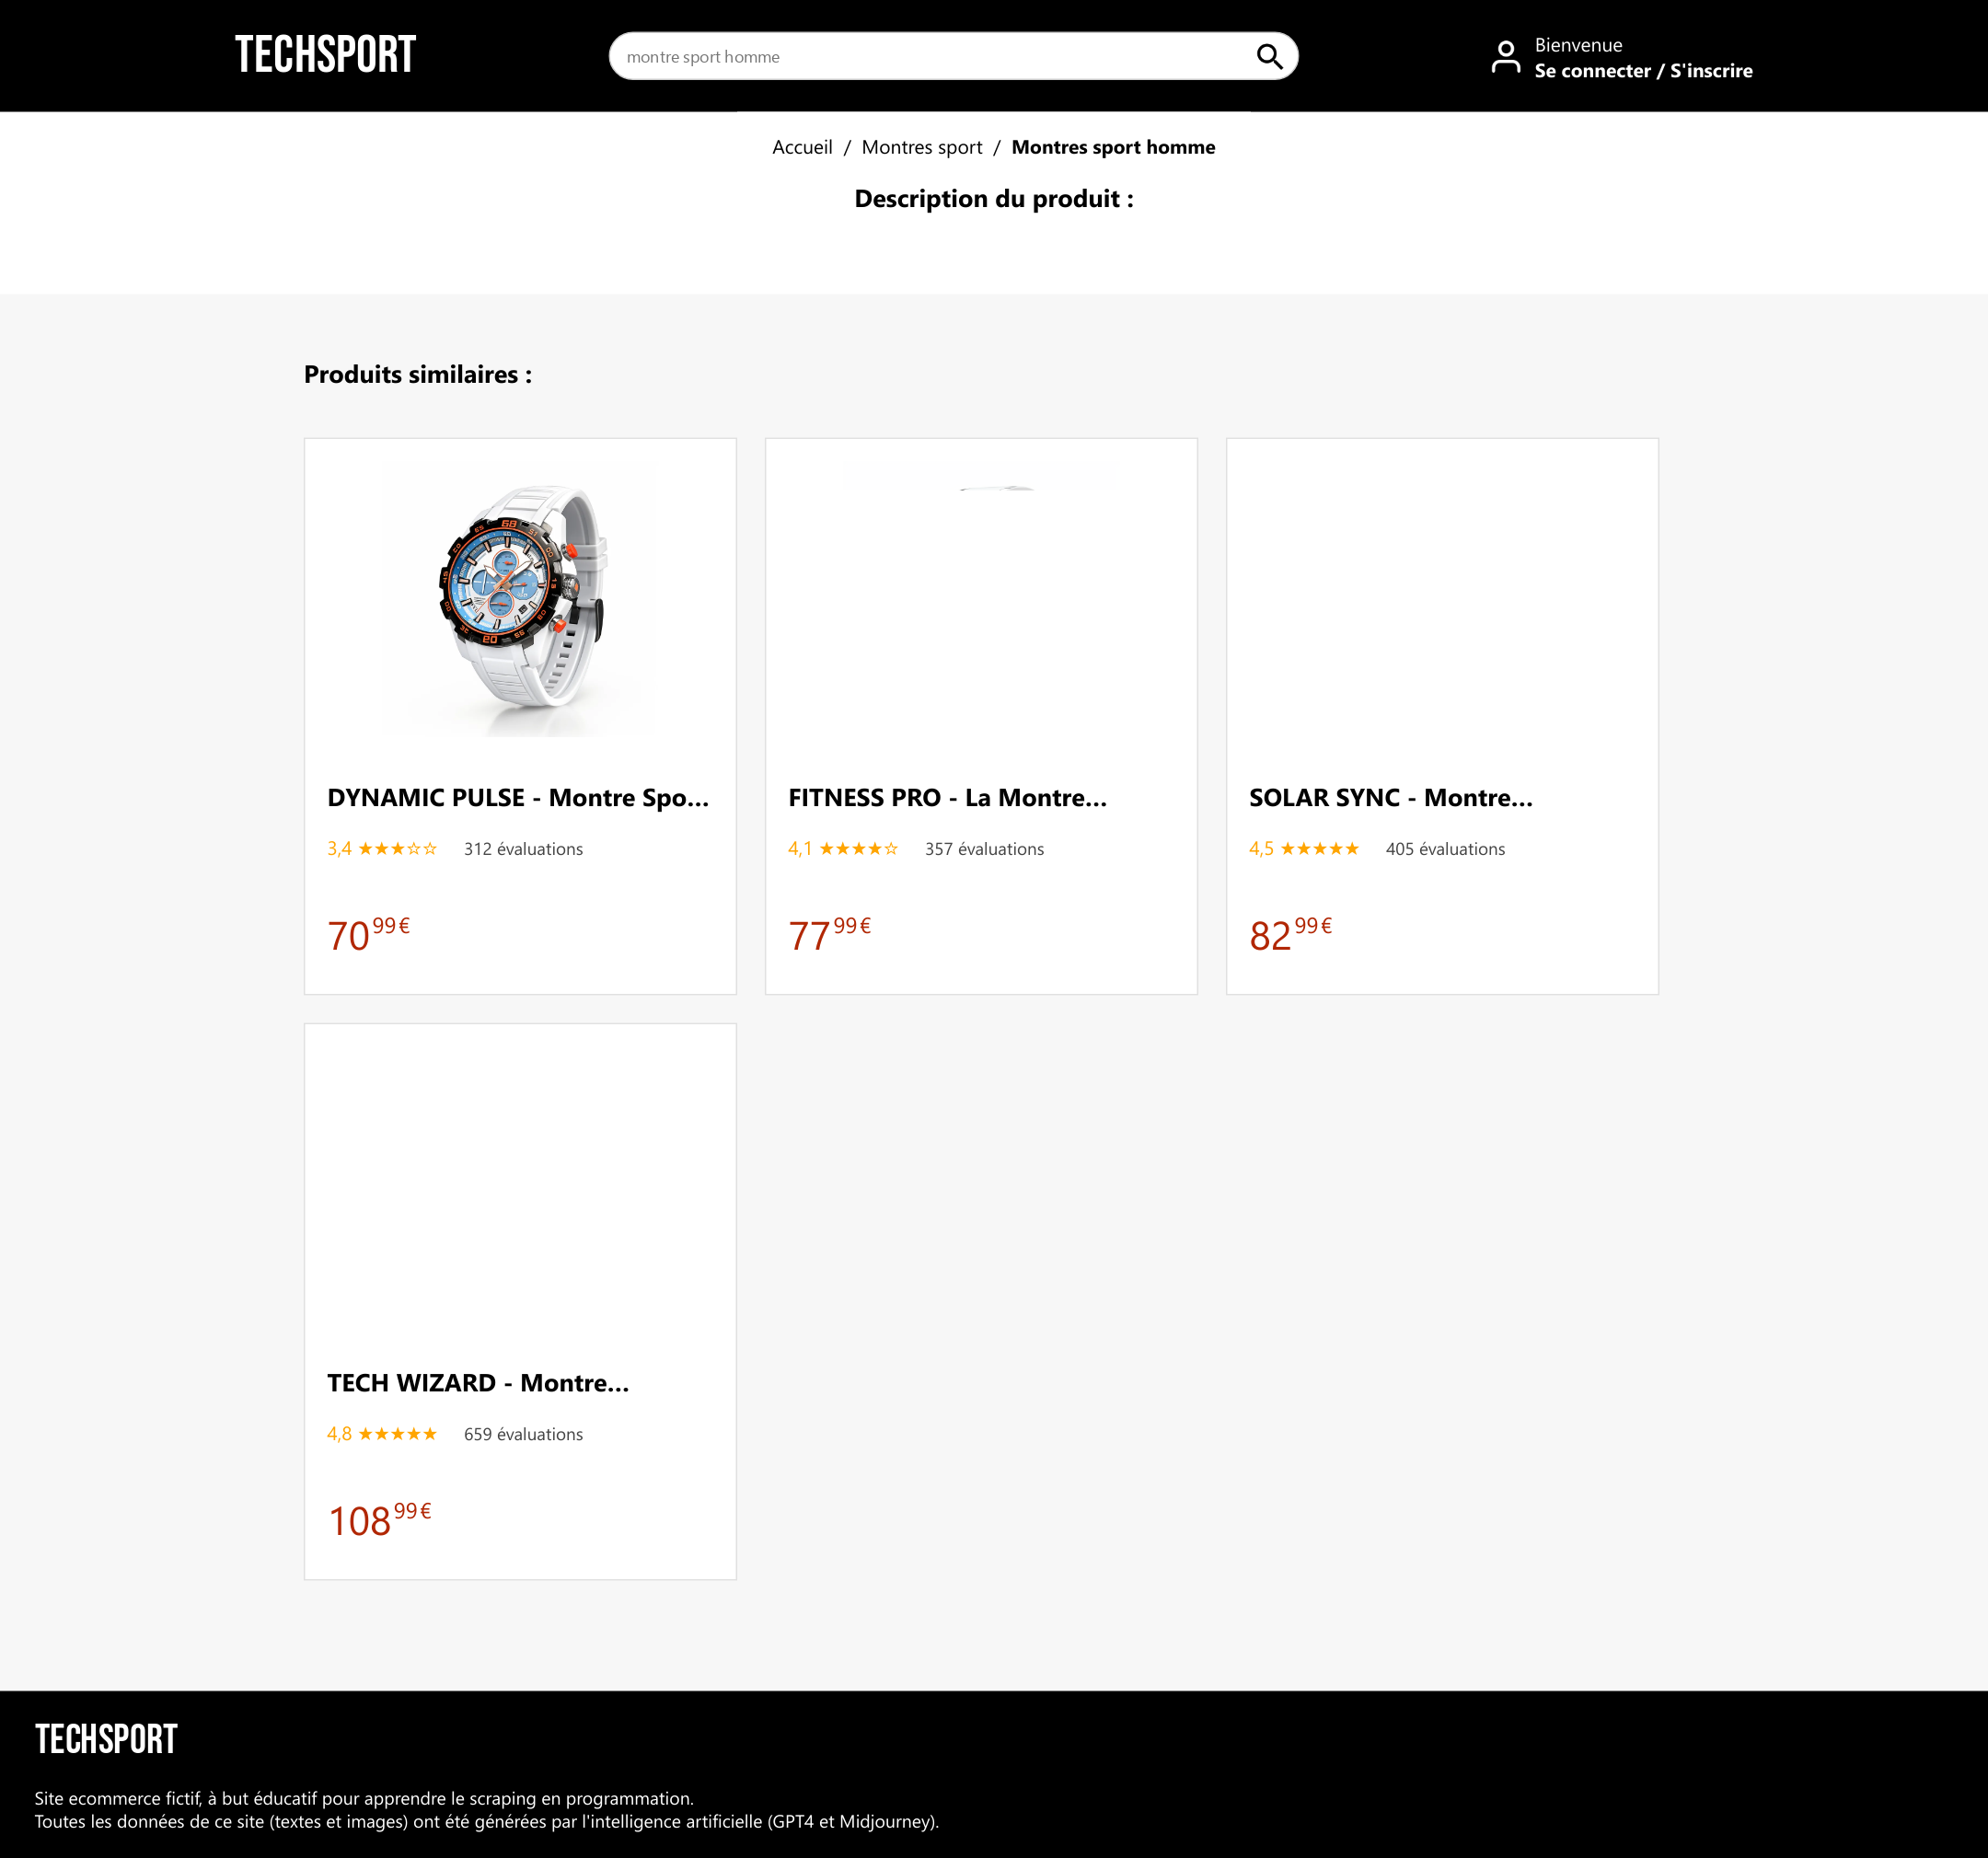 TECHSPORT
montre sport homme
Bienvenue
Se connecter / S'inscrire
Accueil / Montres sport / Montres sport homme
Description du produit :
Produits similaires :
DYNAMIC PULSE - Montre Spo...
3,4 ★★★☆☆ 312 évaluations
70 99 €
FITNESS PRO - La Montre...
4,1 ★★★★☆ 357 évaluations
77 99 €
SOLAR SYNC - Montre...
4,5 ★★★★★ 405 évaluations
82 99 €
TECH WIZARD - Montre...
4,8 ★★★★★ 659 évaluations
108 99 €
TECHSPORT
Site ecommerce fictif, à but éducatif pour apprendre le scraping en programmation.
Toutes les données de ce site (textes et images) ont été générées par l'intelligence artificielle (GPT4 et Midjourney).